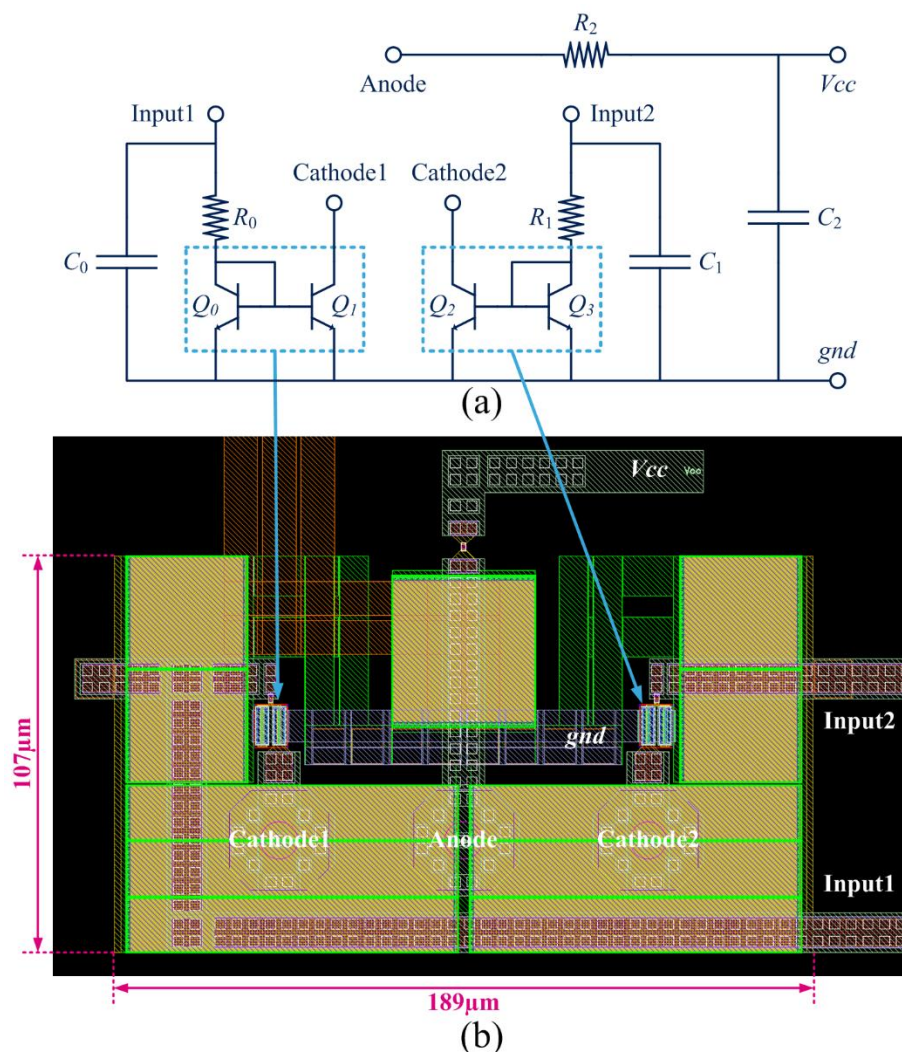 R2
Anode
Vcc
Input1
Input2
Cathode1
Cathode2
R0
R1
C0
C1
C2
Q0
Q1
Q2
Q3
gnd
(a)
Vcc
Vcc
Input2
gnd
107μm
Cathode1
Anode
Cathode2
Input1
189μm
(b)